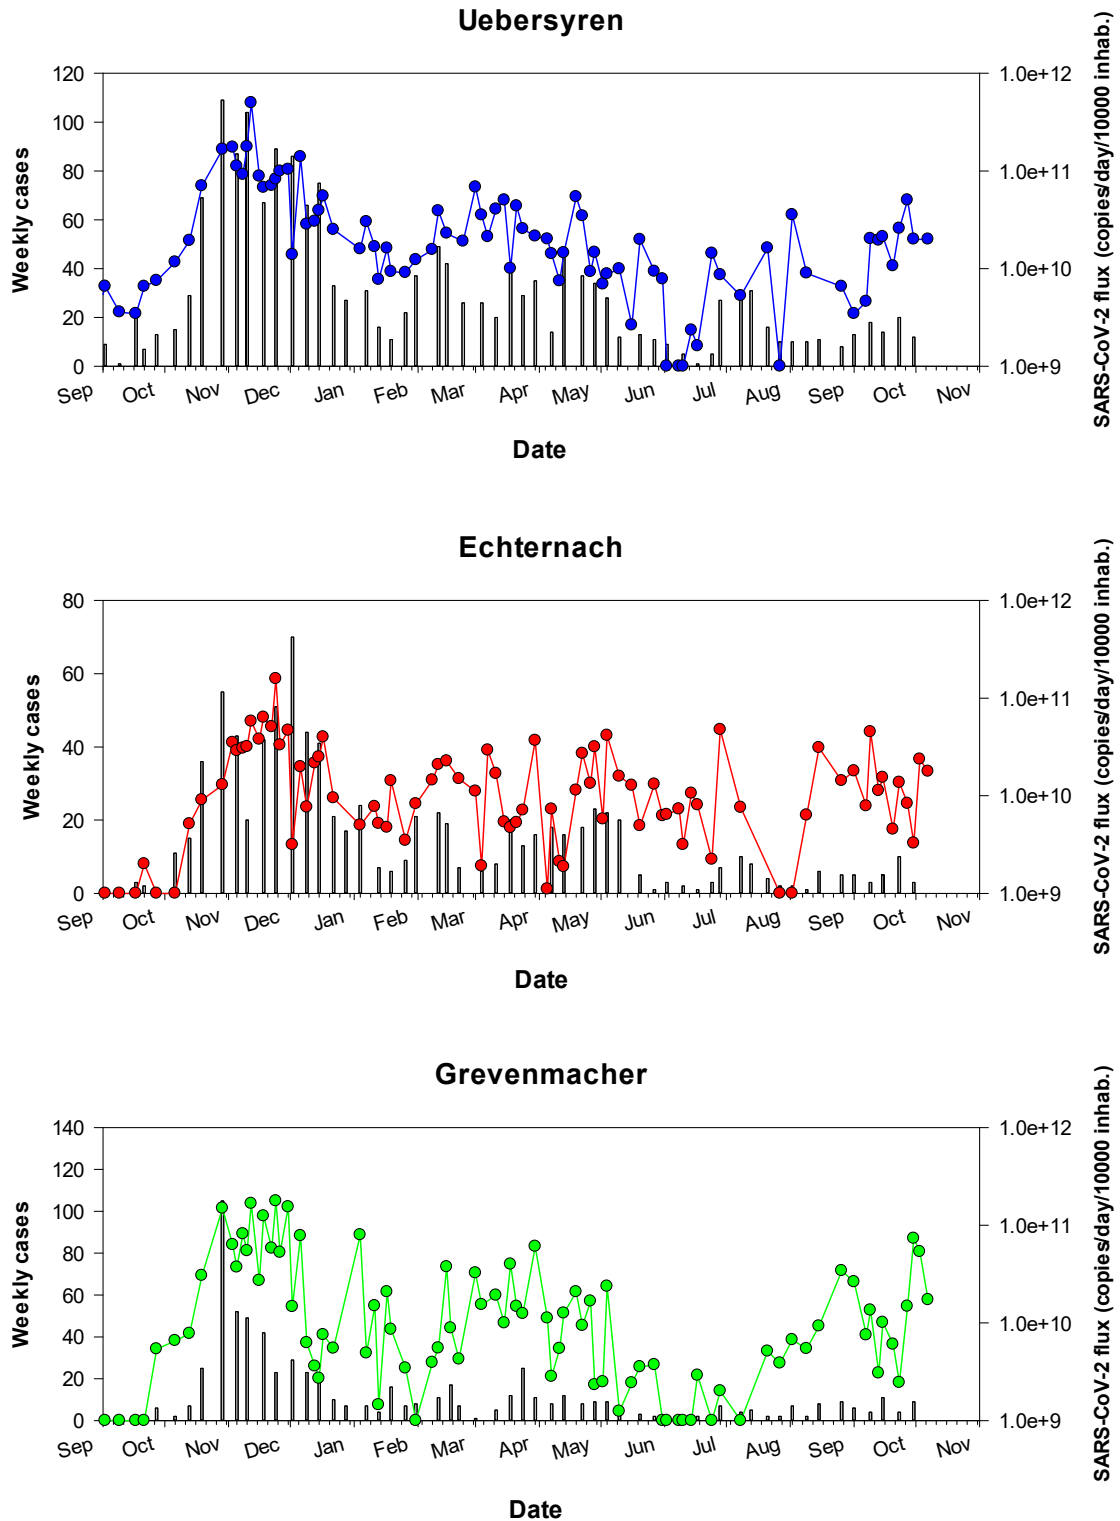 Uebersyren
Weekly cases
120
100
80
60
40
20
0
1.0e+12
1.0e+11
1.0e+10
1.0e+9
SARS-CoV-2 flux (copies/day/10000 inhab.)
Sep Oct Nov Dec Jan Feb Mar Apr May Jun Jul Aug Sep Oct Nov
Date
Echternach
Weekly cases
80
60
40
20
0
1.0e+12
1.0e+11
1.0e+10
1.0e+9
SARS-CoV-2 flux (copies/day/10000 inhab.)
Sep Oct Nov Dec Jan Feb Mar Apr May Jun Jul Aug Sep Oct Nov
Date
Grevenmacher
Weekly cases
140
120
100
80
60
40
20
0
1.0e+12
1.0e+11
1.0e+10
1.0e+9
SARS-CoV-2 flux (copies/day/10000 inhab.)
Sep Oct Nov Dec Jan Feb Mar Apr May Jun Jul Aug Sep Oct Nov
Date